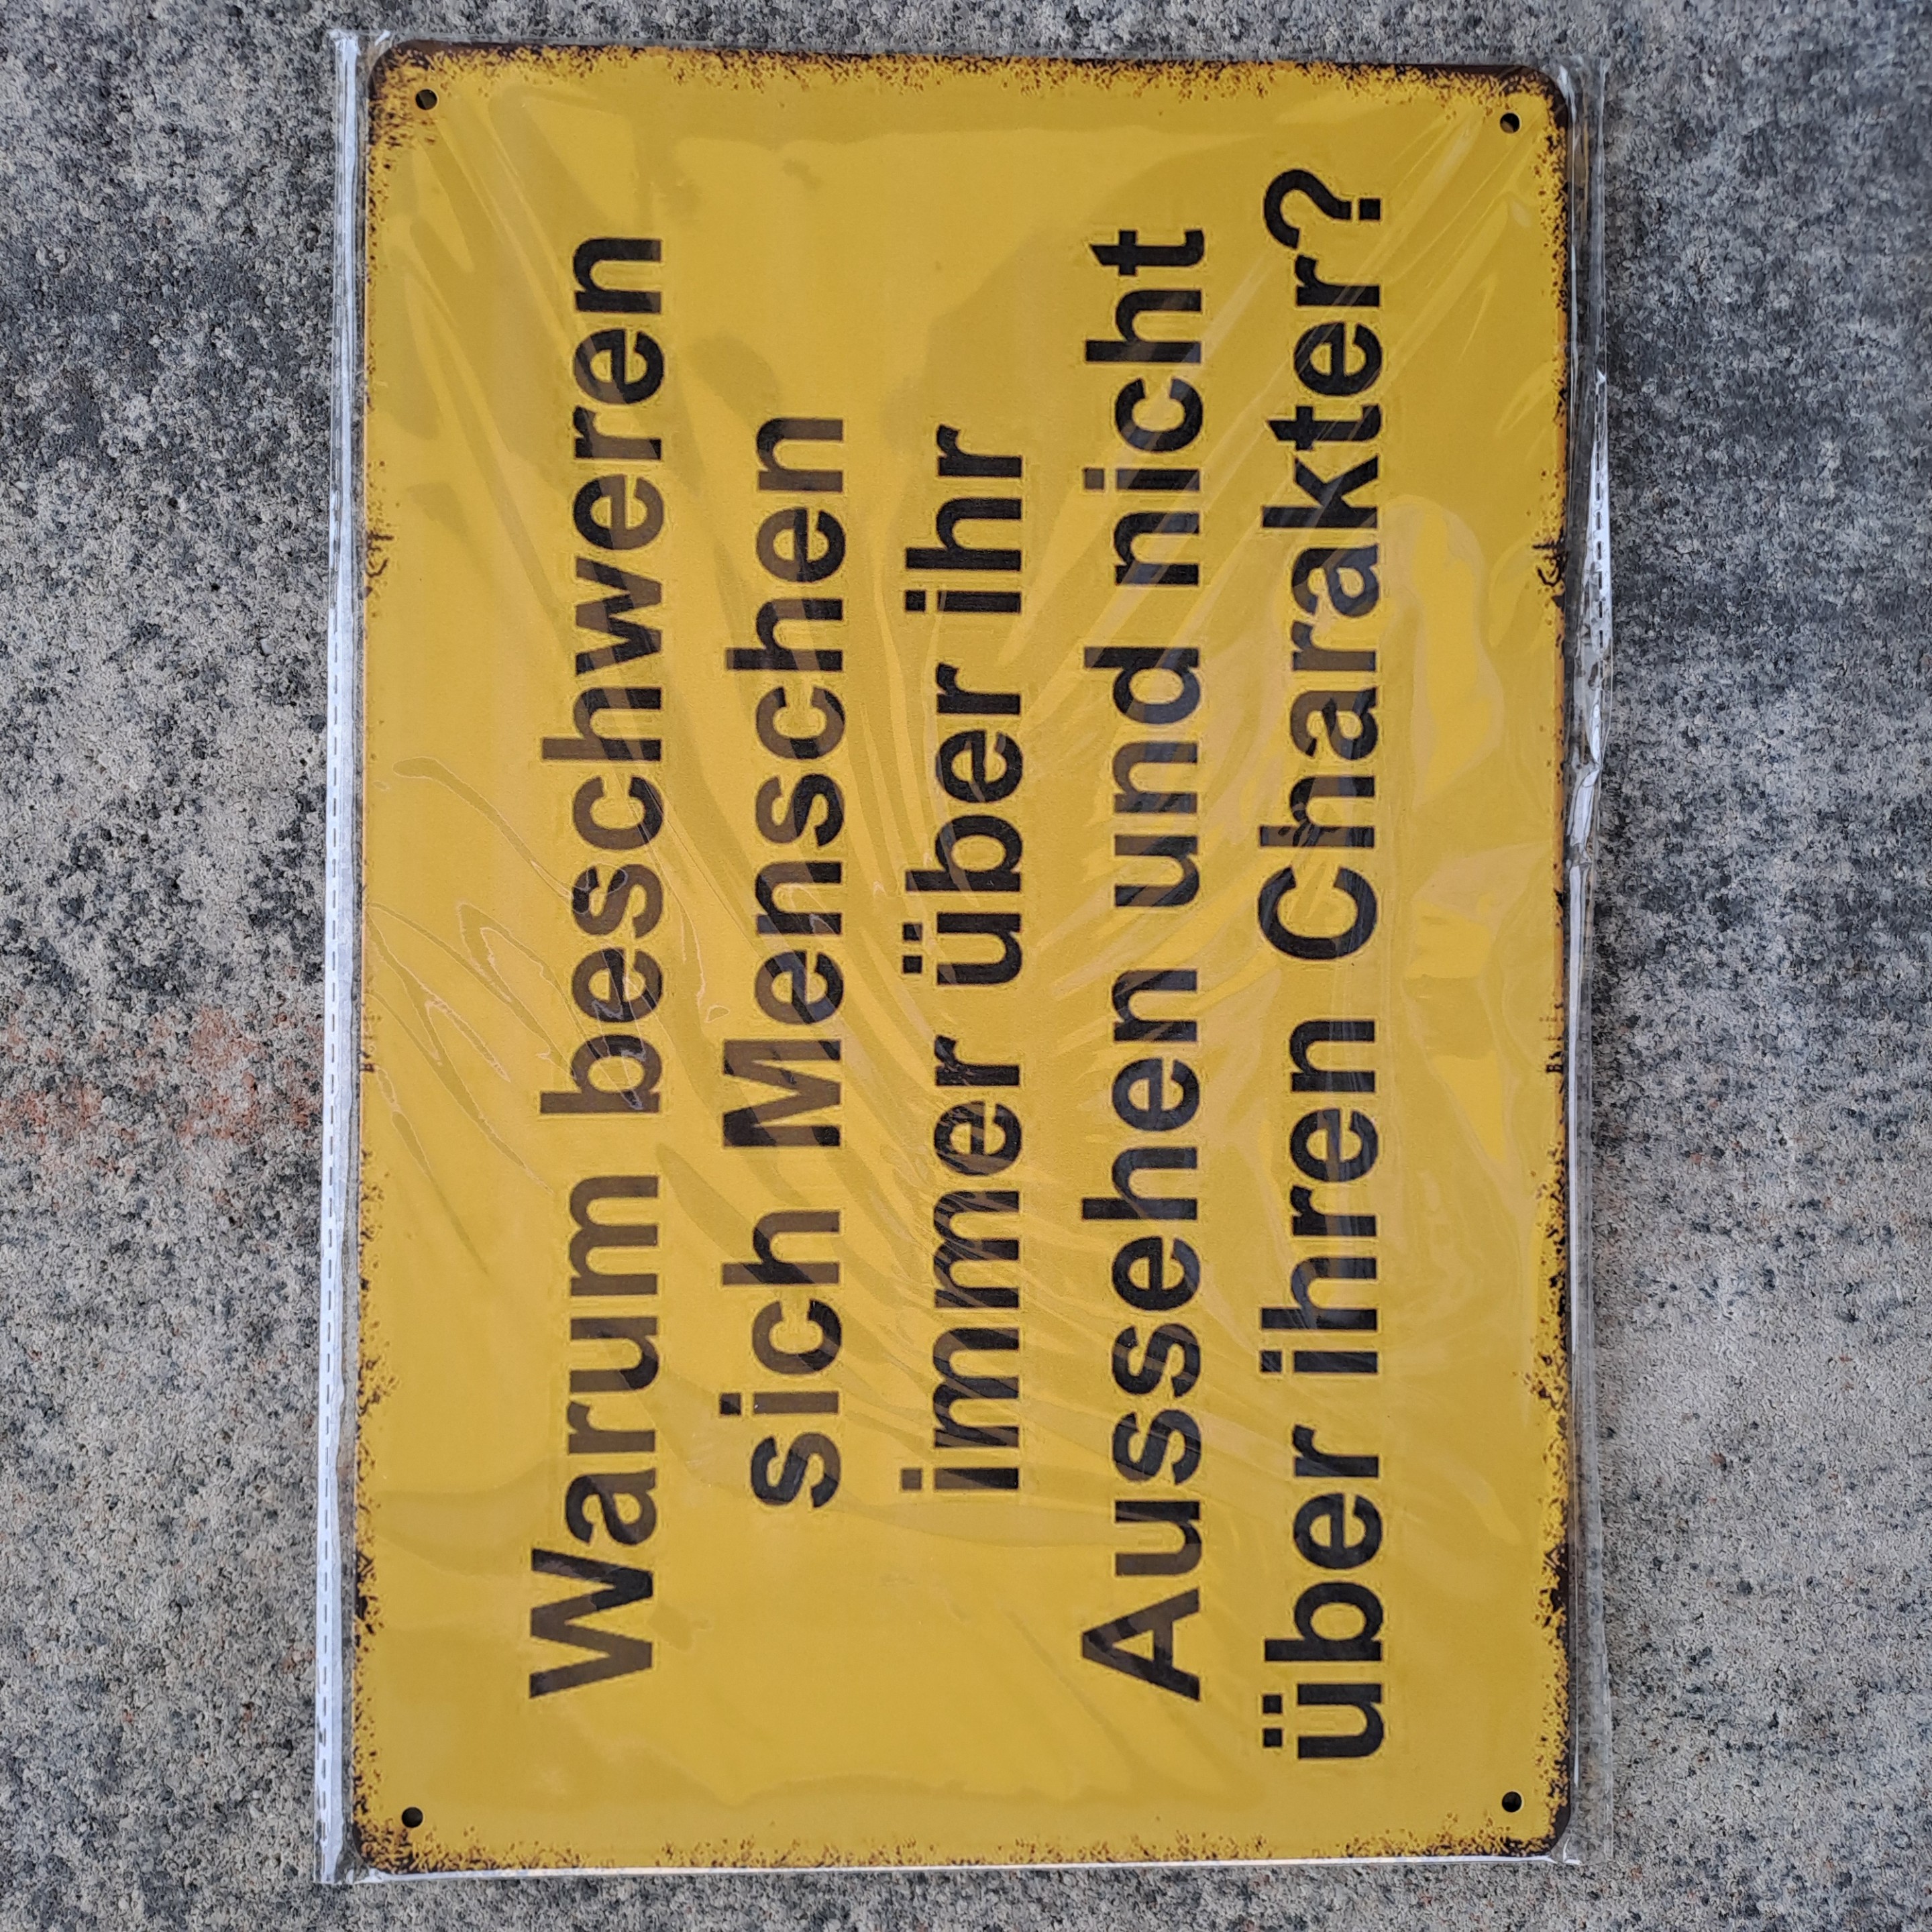 Warum beschweren
sich Menschen
immer über ihr
Aussehen und nicht
über ihren Charakter?